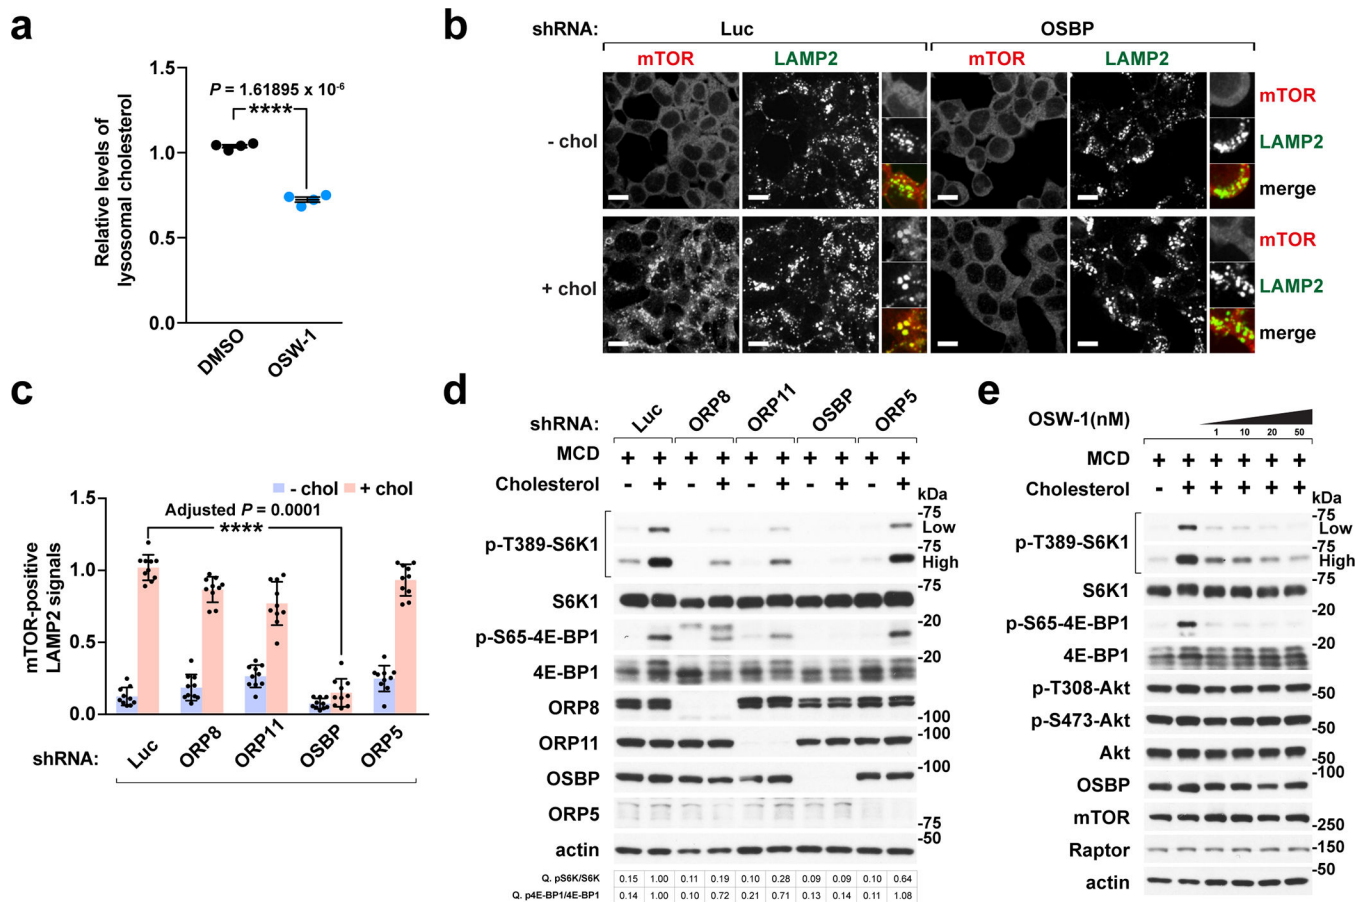 a
Relative levels of
lysosomal cholesterol
1.5
1.0
0.5
0.0
P = 1.61895 x 10-6
****
DMSO
OSW-1
b
shRNA:
Luc
OSBP
mTOR
LAMP2
mTOR
LAMP2
- chol
mTOR
LAMP2
merge
+ chol
mTOR
LAMP2
merge
c
- chol
+ chol
Adjusted P = 0.0001
****
mTOR-positive
LAMP2 signals
1.5
1.0
0.5
0.0
shRNA:
Luc
ORP8
ORP11
OSBP
ORP5
d
shRNA:
Luc
ORP8
ORP11
OSBP
ORP5
MCD + + + + + + + + + +
Cholesterol - + - + - + - + - +
kDa
p-T389-S6K1
-75
Low
-75
High
S6K1
-75
p-S65-4E-BP1
-20
4E-BP1
-20
ORP8
-100
ORP11
-100
OSBP
-100
ORP5
-75
actin
-50
Q. pS6K/S6K 0.15 1.00 0.11 0.19 0.10 0.28 0.09 0.09 0.10 0.64
Q. p4E-BP1/4E-BP1 0.14 1.00 0.10 0.72 0.21 0.71 0.13 0.14 0.11 1.08
e
OSW-1(nM)
1 10 20 50
MCD + + + + + +
Cholesterol - + + + + +
kDa
p-T389-S6K1
-75
Low
-75
High
S6K1
-75
p-S65-4E-BP1
-20
4E-BP1
-20
p-T308-Akt
-50
p-S473-Akt
-50
Akt
-50
OSBP
-100
mTOR
-250
Raptor
-150
actin
-50